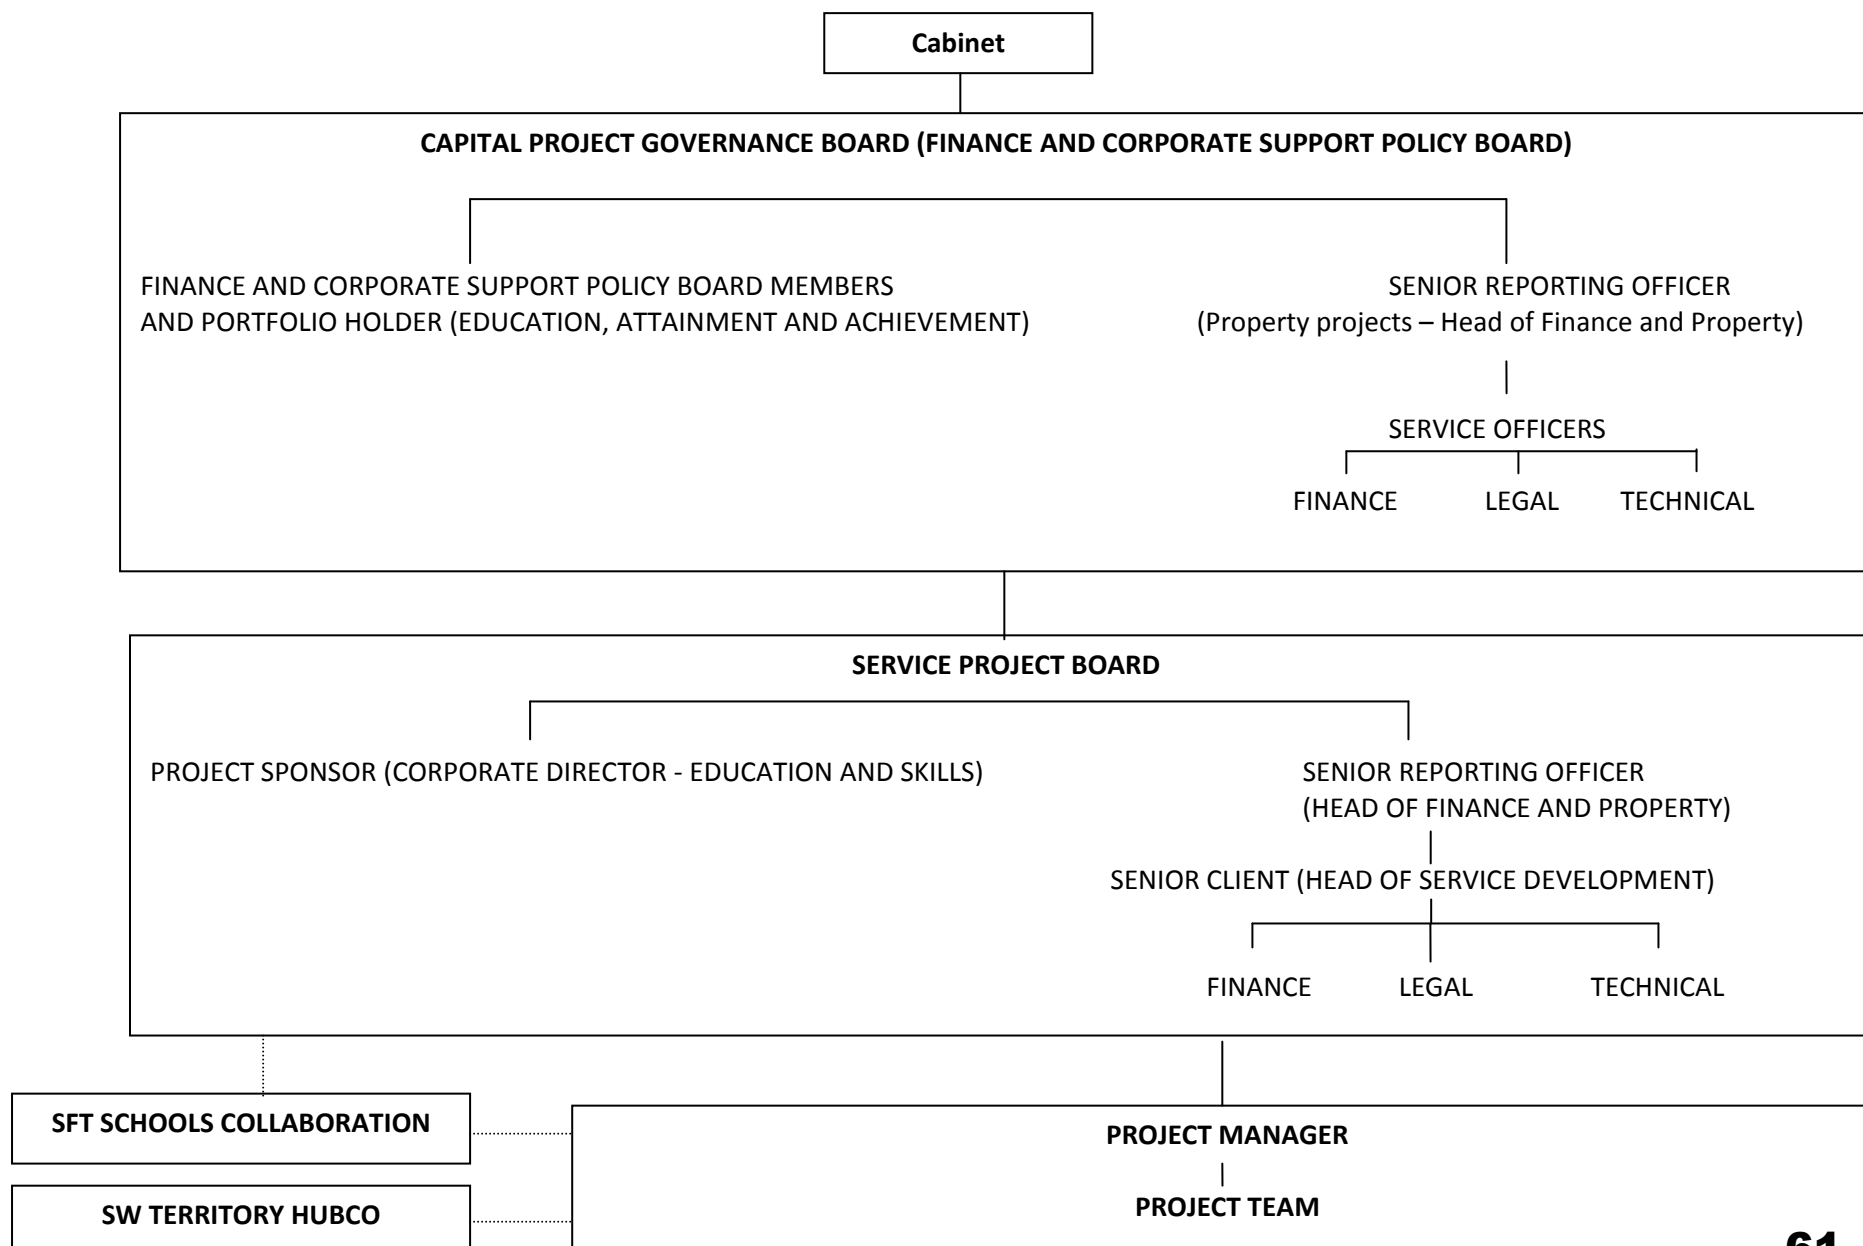 Cabinet
CAPITAL PROJECT GOVERNANCE BOARD (FINANCE AND CORPORATE SUPPORT POLICY BOARD)
FINANCE AND CORPORATE SUPPORT POLICY BOARD MEMBERS
AND PORTFOLIO HOLDER (EDUCATION, ATTAINMENT AND ACHIEVEMENT)
SENIOR REPORTING OFFICER
(Property projects – Head of Finance and Property)
SERVICE OFFICERS
FINANCE LEGAL TECHNICAL
SERVICE PROJECT BOARD
PROJECT SPONSOR (CORPORATE DIRECTOR - EDUCATION AND SKILLS)
SENIOR REPORTING OFFICER
(HEAD OF FINANCE AND PROPERTY)
SENIOR CLIENT (HEAD OF SERVICE DEVELOPMENT)
FINANCE LEGAL TECHNICAL
SFT SCHOOLS COLLABORATION
PROJECT MANAGER
SW TERRITORY HUBCO
PROJECT TEAM
61